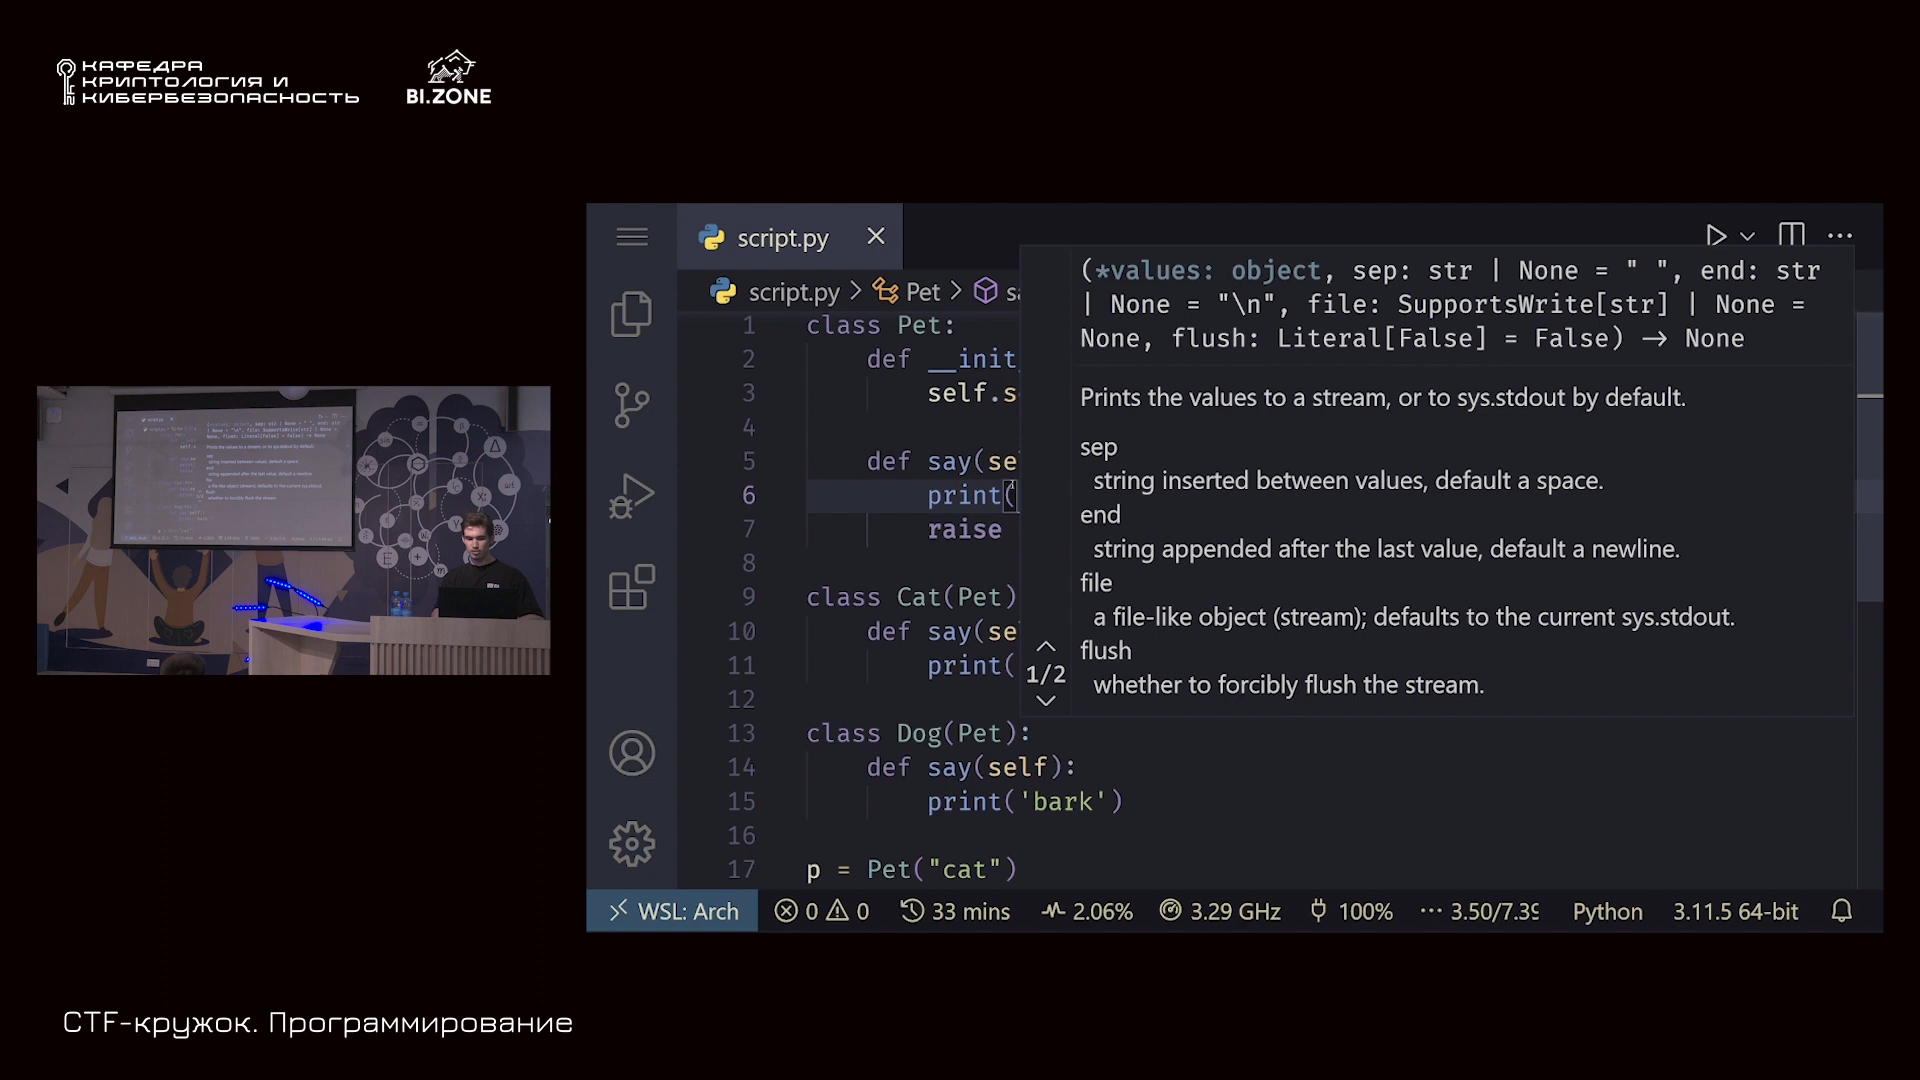 КАФЕДРА
КРИПТОЛОГИЯ И
КИБЕРБЕЗОПАСНОСТЬ
BI.ZONE
script.py
script.py > Pet >
(*values: object, sep: str | None = " ", end: str
| None = "\n", file: SupportsWrite[str] | None =
None, flush: Literal[False] = False) → None
Prints the values to a stream, or to sys.stdout by default.
sep
string inserted between values, default a space.
end
string appended after the last value, default a newline.
file
a file-like object (stream); defaults to the current sys.stdout.
flush
whether to forcibly flush the stream.
1/2
1 class Pet:
2 def __init_
3 self.s
4
5 def say(se
6 print(
7 raise
8
9 class Cat(Pet)
10 def say(se
11 print(
12
13 class Dog(Pet):
14 def say(self):
15 print('bark')
16
17 p = Pet("cat")
WSL: Arch 0 0 33 mins 2.06% 3.29 GHz 100% 3.50/7.39 Python 3.11.5 64-bit
CTF-кружок. Программирование